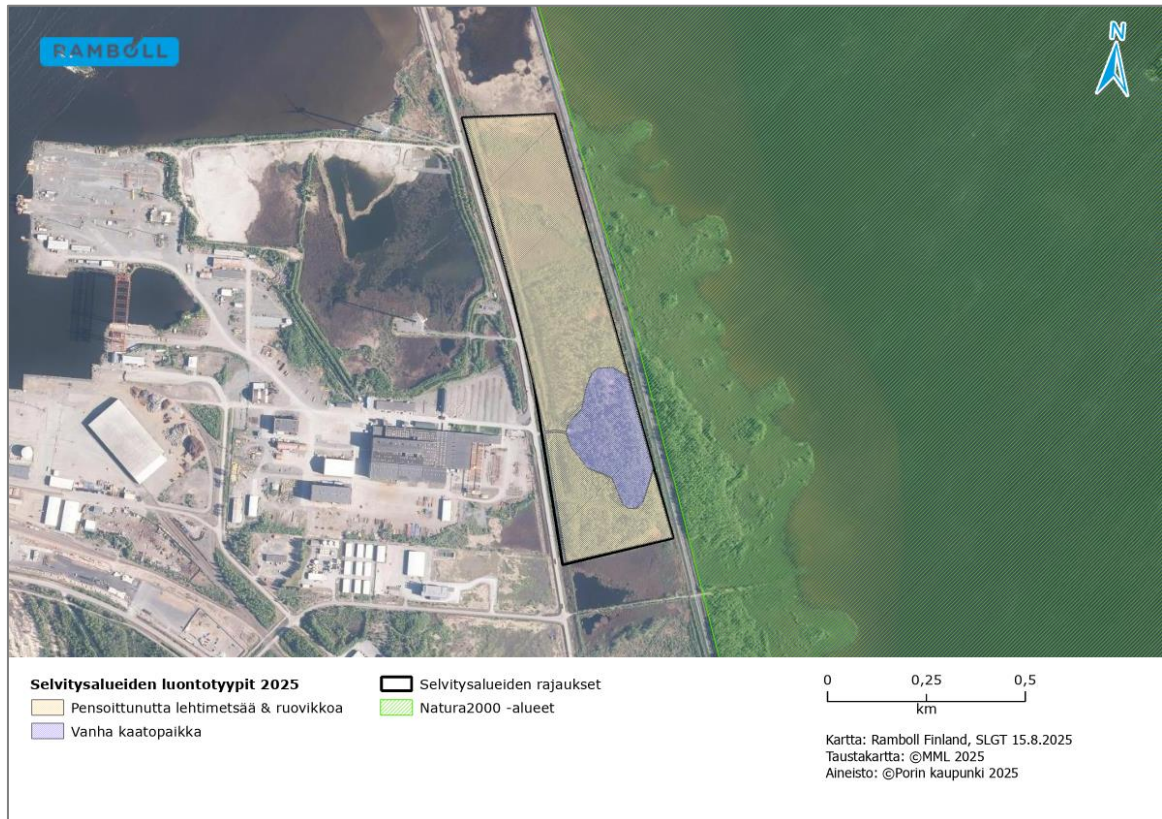 RAMBOLL
N
Selvitysalueiden luontotyypit 2025
Pensoittunutta lehtimetsää & ruovikkoa
Vanha kaatopaikka
Selvitysalueiden rajaukset
Natura2000 -alueet
0 0,25 0,5
km
Kartta: Ramboll Finland, SLGT 15.8.2025
Taustakartta: ©MML 2025
Aineisto: ©Porin kaupunki 2025